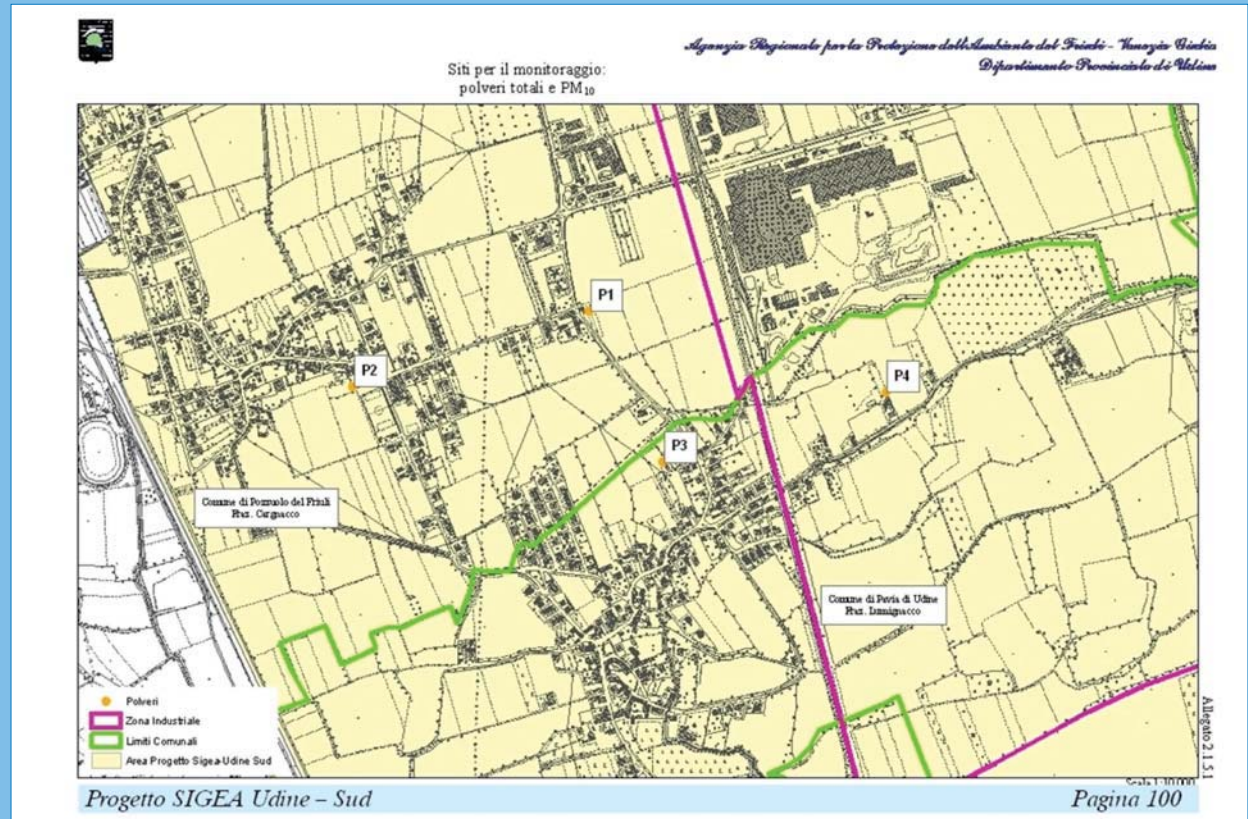 Agenzia Regionale per la Protezione dell'Ambiente del Friuli - Venezia Giulia
Dipartimento Provinciale di Udine
Siti per il monitoraggio:
polveri totali e PM10
P1
P2
P4
P3
Comune di Pozzuolo del Friuli
Fraz. Cargnacco
Comune di Pavia di Udine
Fraz. Lumignacco
Polveri
Zona Industriale
Limiti Comunali
Area Progetto Sigea-Udine Sud
Allegato 2.1.5.1
Scala 1:10.000
Progetto SIGEA Udine – Sud
Pagina 100